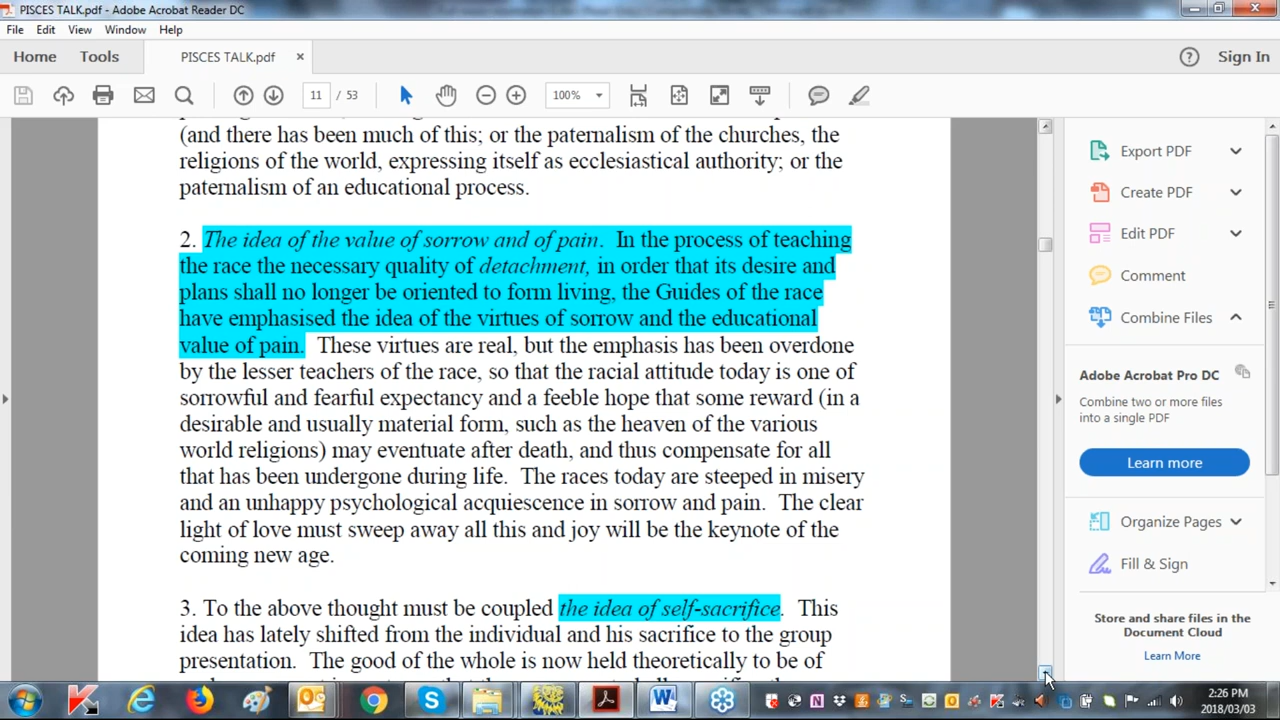 PISCES TALK.pdf - Adobe Acrobat Reader DC
File Edit View Window Help
Home Tools PISCES TALK.pdf × Sign In
11 / 53 100%
(and there has been much of this; or the paternalism of the churches, the
religions of the world, expressing itself as ecclesiastical authority; or the
paternalism of an educational process.
2. The idea of the value of sorrow and of pain. In the process of teaching
the race the necessary quality of detachment, in order that its desire and
plans shall no longer be oriented to form living, the Guides of the race
have emphasised the idea of the virtues of sorrow and the educational
value of pain. These virtues are real, but the emphasis has been overdone
by the lesser teachers of the race, so that the racial attitude today is one of
sorrowful and fearful expectancy and a feeble hope that some reward (in a
desirable and usually material form, such as the heaven of the various
world religions) may eventuate after death, and thus compensate for all
that has been undergone during life. The races today are steeped in misery
and an unhappy psychological acquiescence in sorrow and pain. The clear
light of love must sweep away all this and joy will be the keynote of the
coming new age.
3. To the above thought must be coupled the idea of self-sacrifice. This
idea has lately shifted from the individual and his sacrifice to the group
presentation. The good of the whole is now held theoretically to be of
Export PDF
Create PDF
Edit PDF
Comment
Combine Files
Adobe Acrobat Pro DC
Combine two or more files
into a single PDF
Learn more
Organize Pages
Fill & Sign
Store and share files in the
Document Cloud
Learn More
2:26 PM
2018/03/03